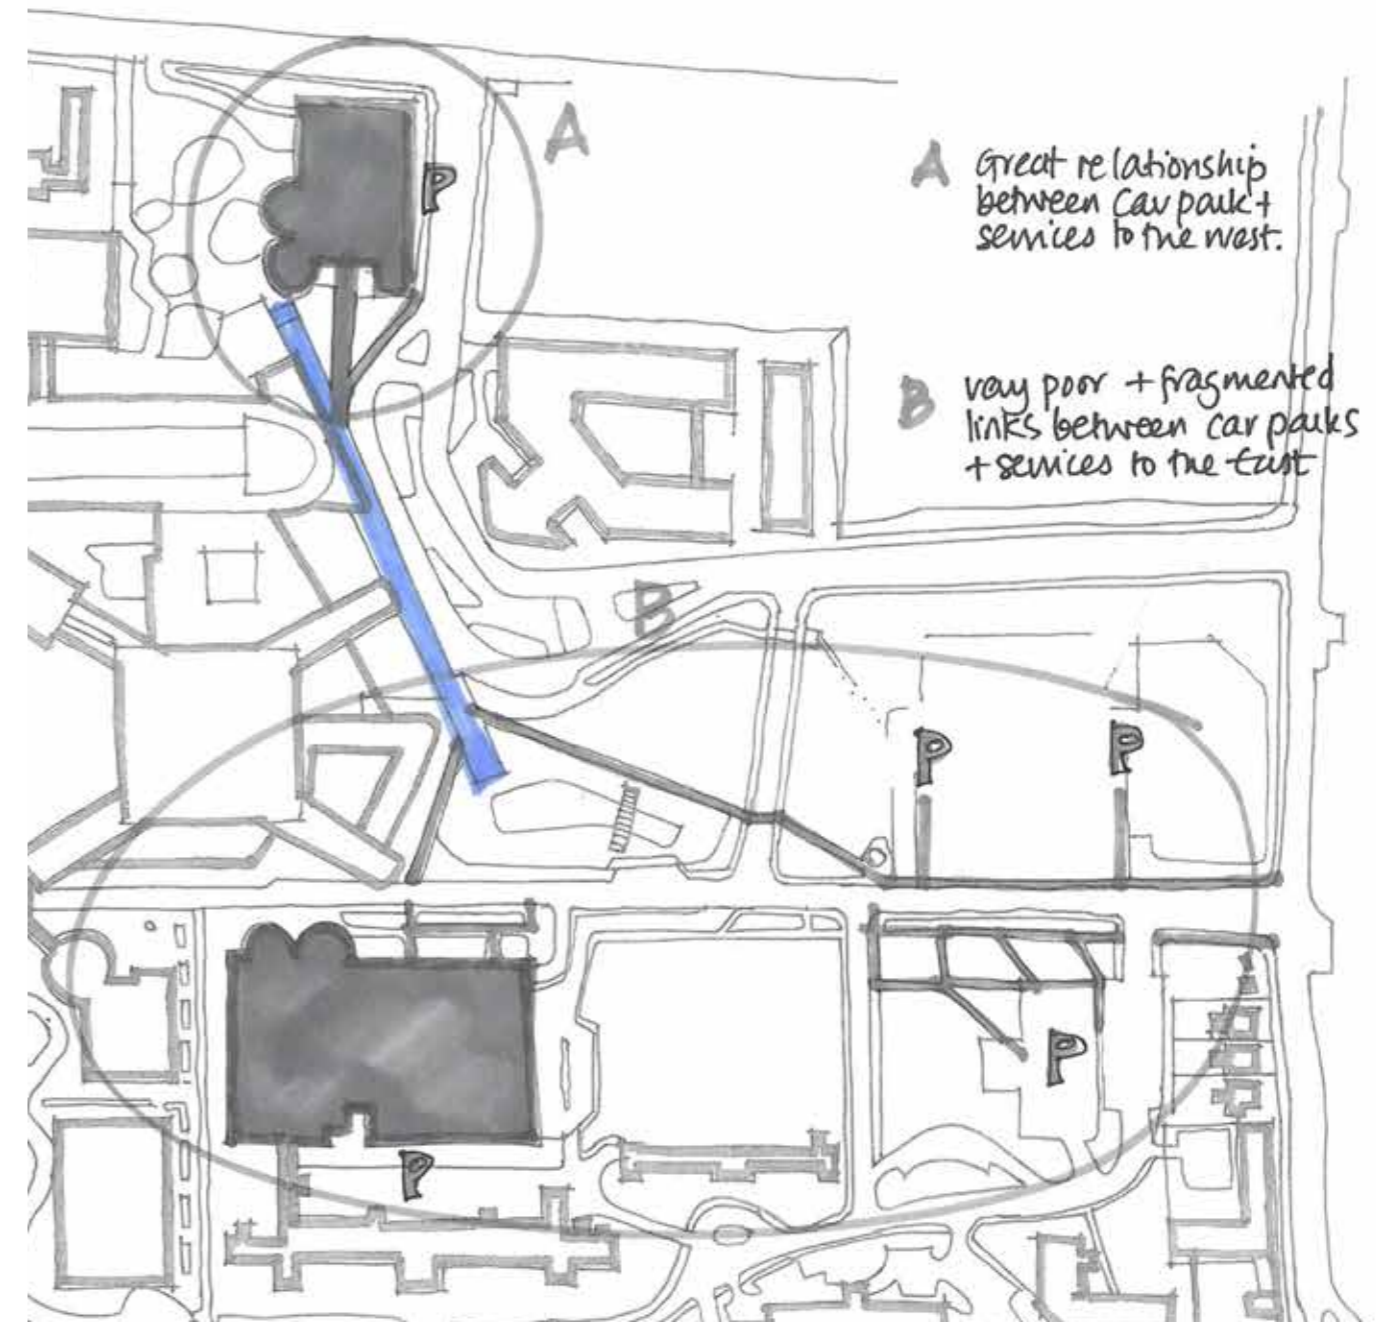 A
P
A Great relationship
between Car park +
services to the west.
B very poor + fragmented
links between car parks
+ services to the East
B
P
P
P
P